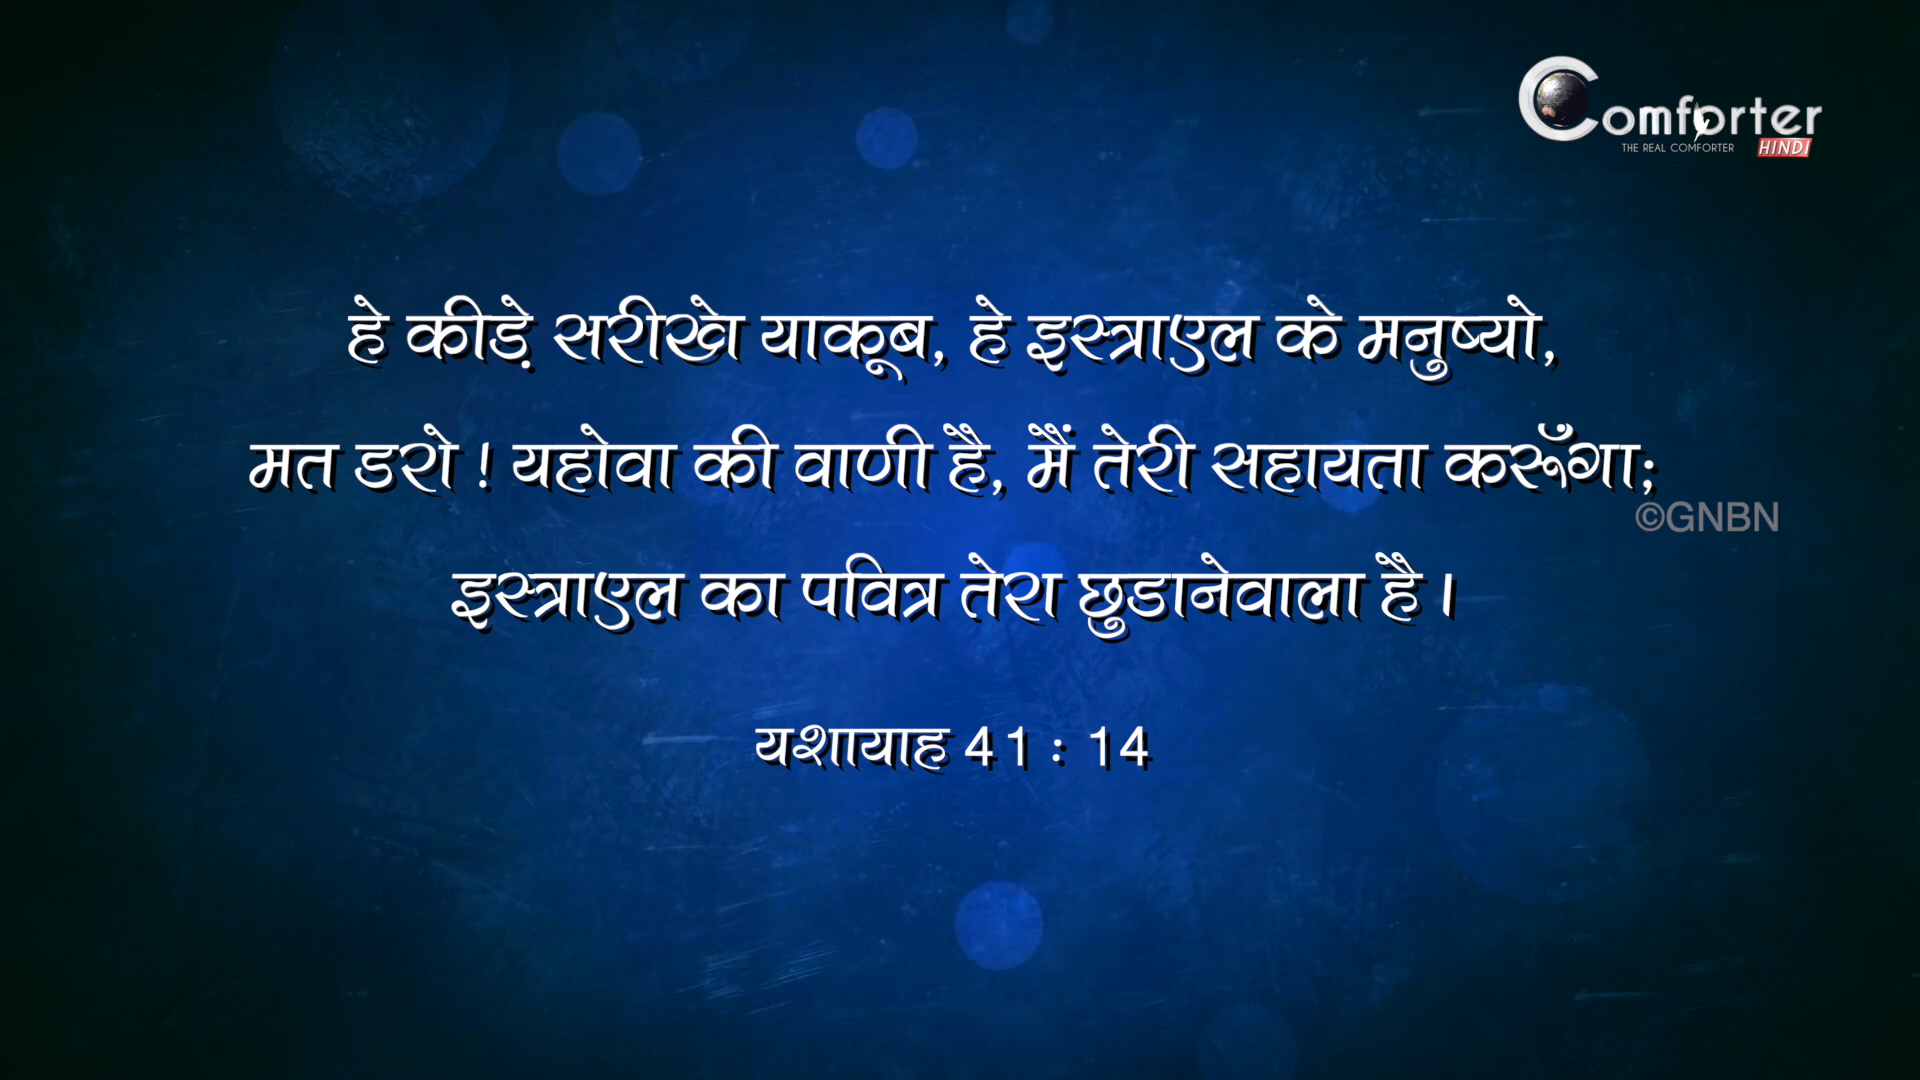 Comforter
THE REAL COMFORTER HINDI
हे कीड़े सरीखे याकूब, हे इस्त्राएल के मनुष्यो,
मत डरो ! यहोवा की वाणी है, मैं तेरी सहायता करूँगा;
©GNBN
इस्त्राएल का पवित्र तेरा छुडानेवाला है ।
यशायाह 41 : 14